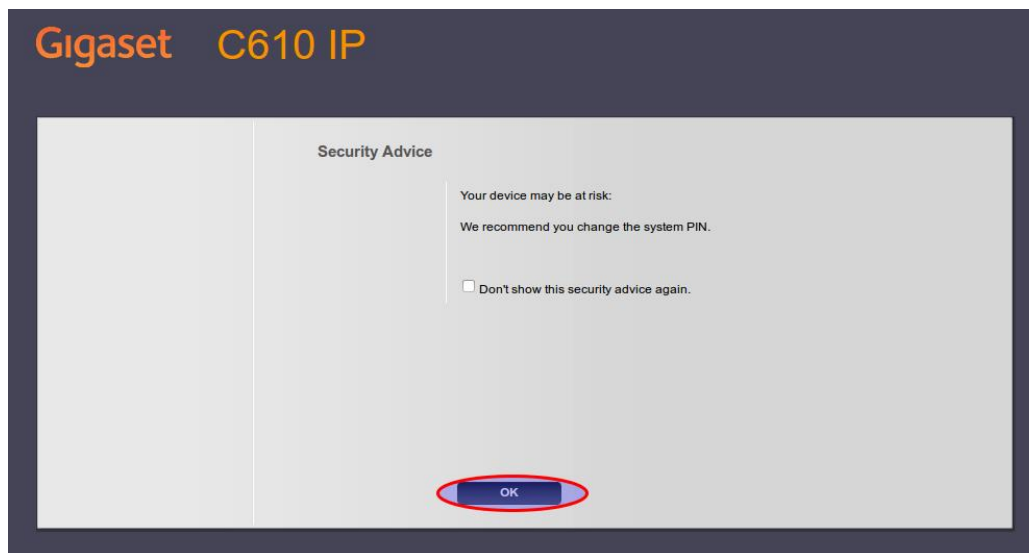 Gigaset C610 IP
Security Advice
Your device may be at risk:
We recommend you change the system PIN.
Don't show this security advice again.
OK